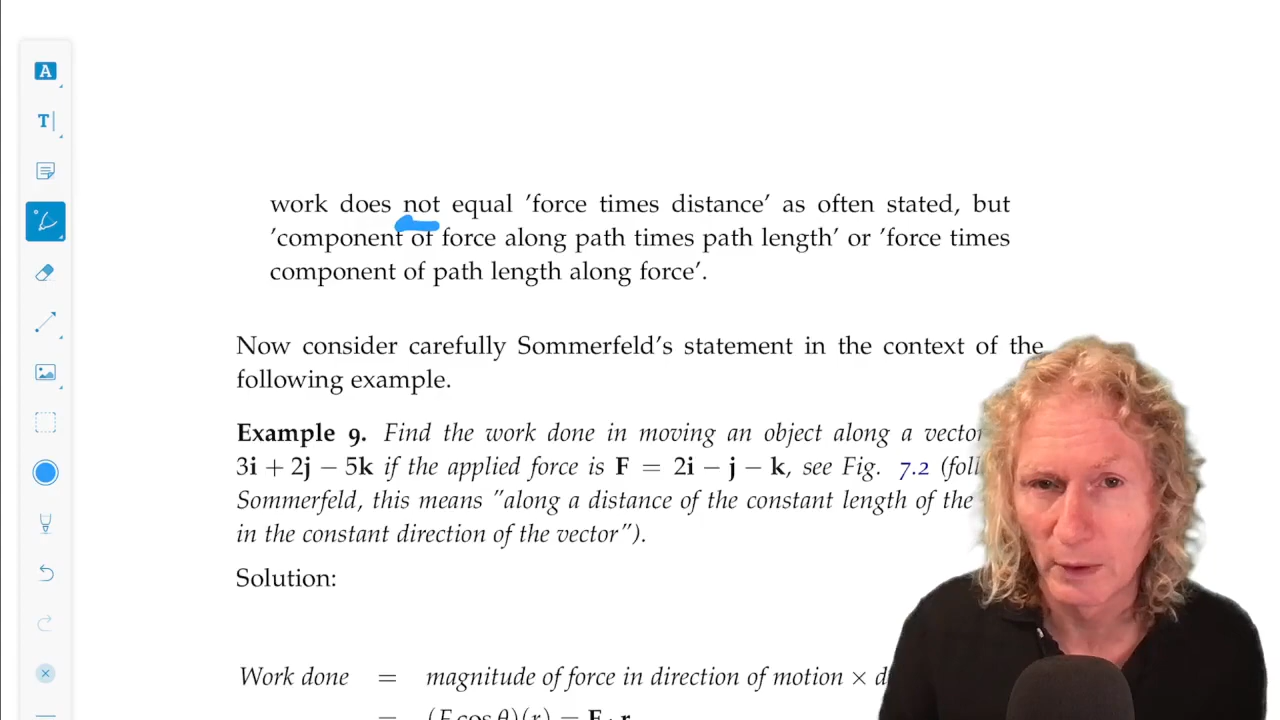 A
T
work does not equal ’force times distance’ as often stated, but
’component of force along path times path length’ or ’force times
component of path length along force’.
Now consider carefully Sommerfeld’s statement in the context of the
following example.
Example 9. Find the work done in moving an object along a vector
3i + 2j − 5k if the applied force is F = 2i − j − k, see Fig. 7.2
Sommerfeld, this means ”along a distance of the constant length of the
in the constant direction of the vector”).
Solution:
Work done = magnitude of force in direction of motion ×
= (F cos θ)(r) = F · r